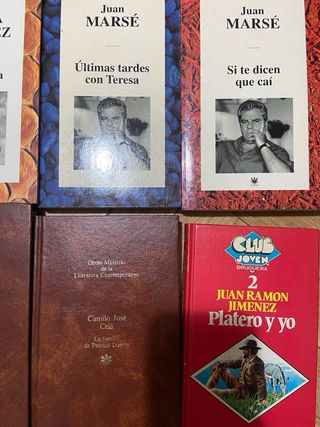 EZ
a
Juan
MARSÉ
Últimas tardes
con Teresa
Juan
MARSÉ
Si te dicen
que caí
Obras Maestras
de la
Literatura Contemporánea
Camilo José
Cela
La familia
de Pascual Duarte
CLUB
JOVEN
BRUGUERA
2
JUAN RAMON
JIMENEZ
Platero y yo